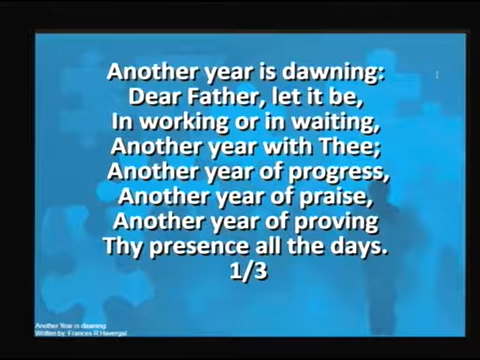 Another year is dawning:
Dear Father, let it be,
In working or in waiting,
Another year with Thee;
Another year of progress,
Another year of praise,
Another year of proving
Thy presence all the days.
1/3
Another Year is dawning
Written by: Frances R Havergal